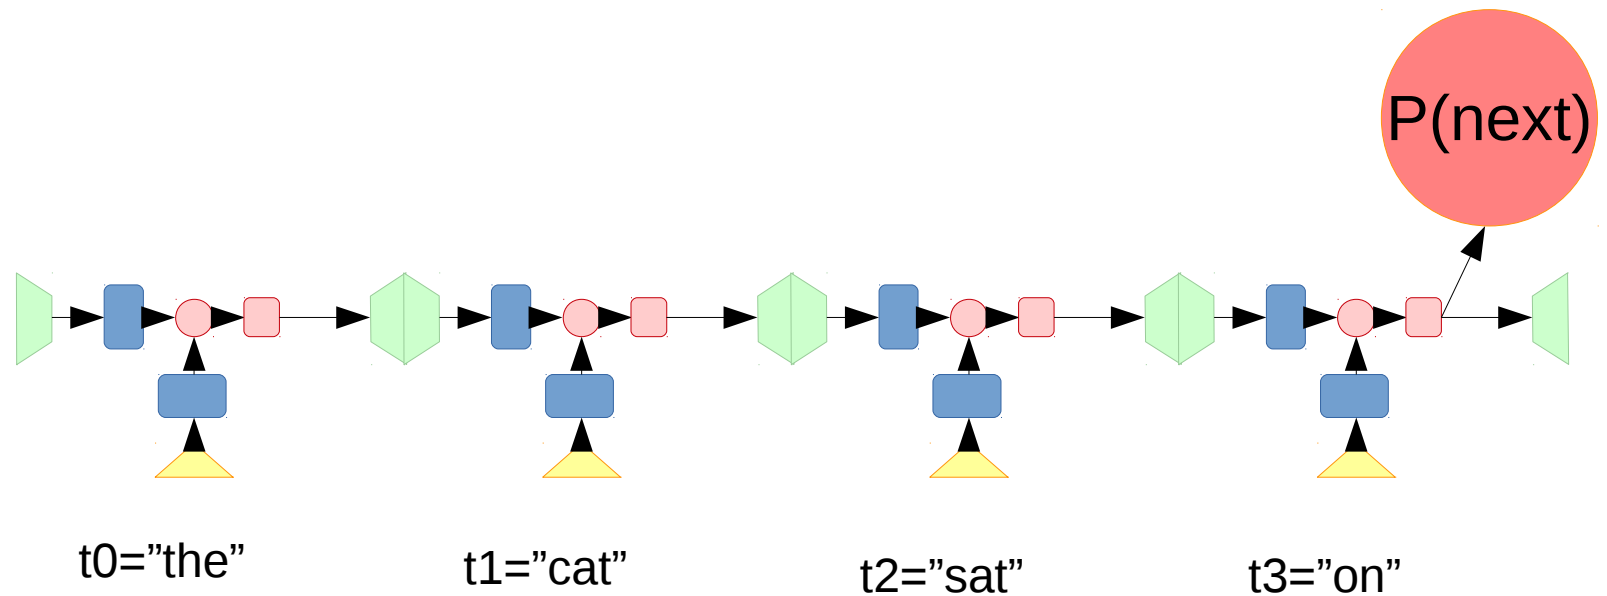 P(next)
t0=”the”
t1=”cat”
t2=”sat”
t3=”on”